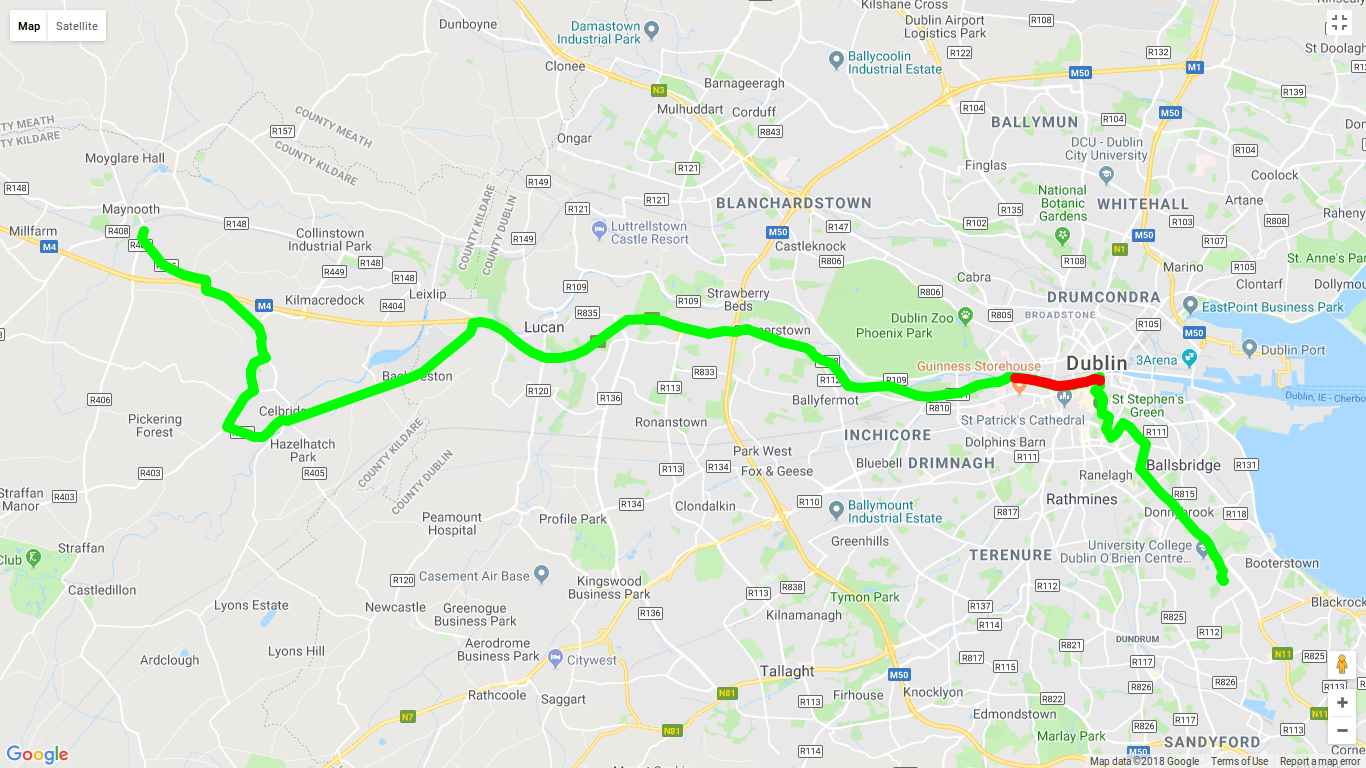 Map
Satellite
Dunboyne
Damastown
Industrial Park
Kilshane Cross
Dublin Airport
Logistics Park
R108
R122
St Doolagh
R132
Clonee
Ballycoolin
Industrial Estate
M50
M1
N3
Barnageeragh
R139
Mulhuddart
Corduff
R104
M50
COUNTY MEATH
COUNTY KILDARE
R157
COUNTY MEATH
COUNTY KILDARE
Ongar
R843
BALLYMUN
R104
DCU - Dublin
City University
R104
Artane
Moyglare Hall
R121
Finglas
Coolock
R148
R149
National
Botanic
Gardens
WHITEHALL
Maynooth
R121
R121
BLANCHARDSTOWN
R135
R102
R103
R808
Raheny
Millfarm
R408
R148
Collinstown
Industrial Park
R149
Luttrellstown
Castle Resort
M50
R147
Castleknock
M50
R107
M4
N1
R806
R108
Marino
R105
St. Anne's Park
R449
R148
R148
Cabra
Clontarf
Dollymount
COUNTY KILDARE
COUNTY DUBLIN
R109
Strawberry
Beds
R806
DRUMCONDRA
EastPoint Business Park
M4
Kilmacredock
R404
Leixlip
R835
R109
Dublin Zoo
Phoenix Park
R805
BROADSTONE
R105
M50
Lucan
Dublin Port
Guinness Storehouse
Dublin
3Arena
R833
R112
R109
R120
R113
R136
Ballyfermot
R810
St Patrick's Cathedral
St Stephen's
Green
Dublin, IE - Cherbo
R406
Pickering
Forest
Ronanstown
INCHICORE
Dolphins Barn
R111
R111
Hazelhatch
Park
Park West
Fox & Geese
Bluebell
DRIMNAGH
Ballsbridge
R131
R403
R405
R113
R134
Ranelagh
COUNTY KILDARE
COUNTY DUBLIN
Straffan
Manor
R403
R134
Clondalkin
R110
Rathmines
R815
Donnybrook
R118
Peamount
Hospital
Profile Park
Ballymount
Industrial Estate
R817
Greenhills
TERENURE
University College
Dublin O'Brien Centre...
Booterstown
Straffan
Club
Castledillon
R120
Casement Air Base
Kingswood
Business Park
R113
R838
Tymon Park
R112
Blackrock
Lyons Estate
Newcastle
Greenogue
Business Park
R136
Kilnamanagh
R137
R114
R825
R112
DUNDRUM
Aerodrome
Business Park
R821
Lyons Hill
Ardclough
Citywest
R817
R115
R117
N11
R825
Tallaght
M50
R826
R826
R113
Rathcoole
Saggart
N81
R113
Firhouse
Knocklyon
R822
Edmondstown
R117
R826
N11
N7
N81
Marlay Park
R113
R114
M50
SANDYFORD
Google
Map data ©2018 Google
Terms of Use
Report a map error